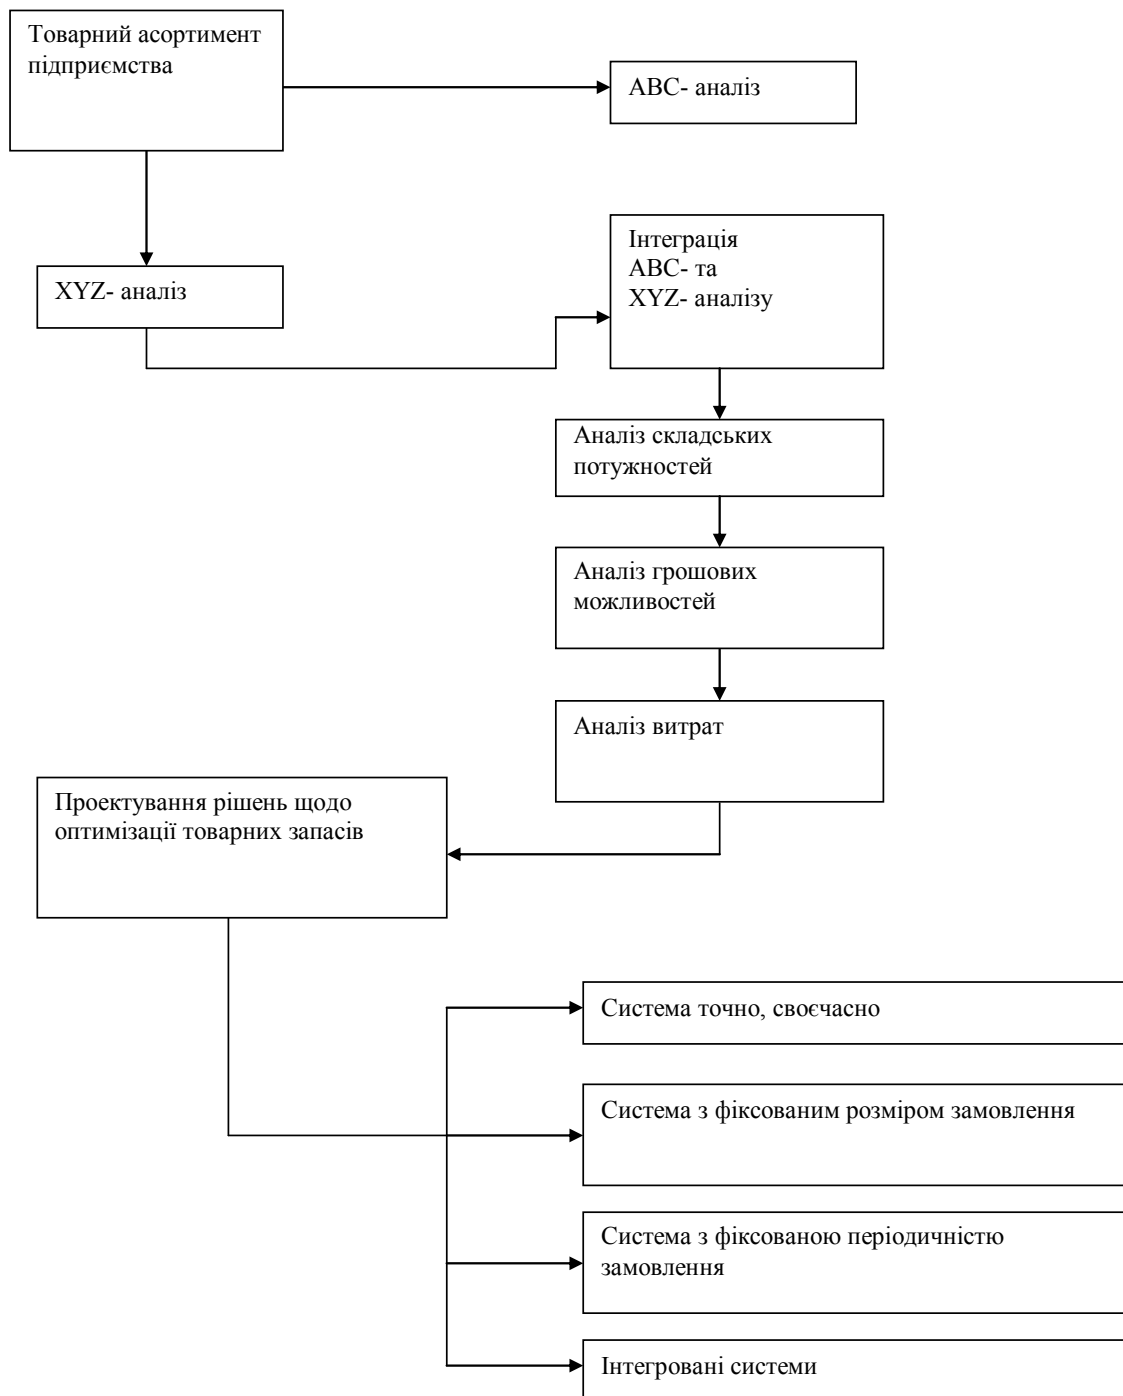 Товарний асортимент
підприємства
АВС- аналіз
XYZ- аналіз
Інтеграція
АВС- та
XYZ- аналізу
Аналіз складських
потужностей
Аналіз грошових
можливостей
Аналіз витрат
Проектування рішень щодо
оптимізації товарних запасів
Система точно, своєчасно
Система з фіксованим розміром замовлення
Система з фіксованою періодичністю
замовлення
Інтегровані системи